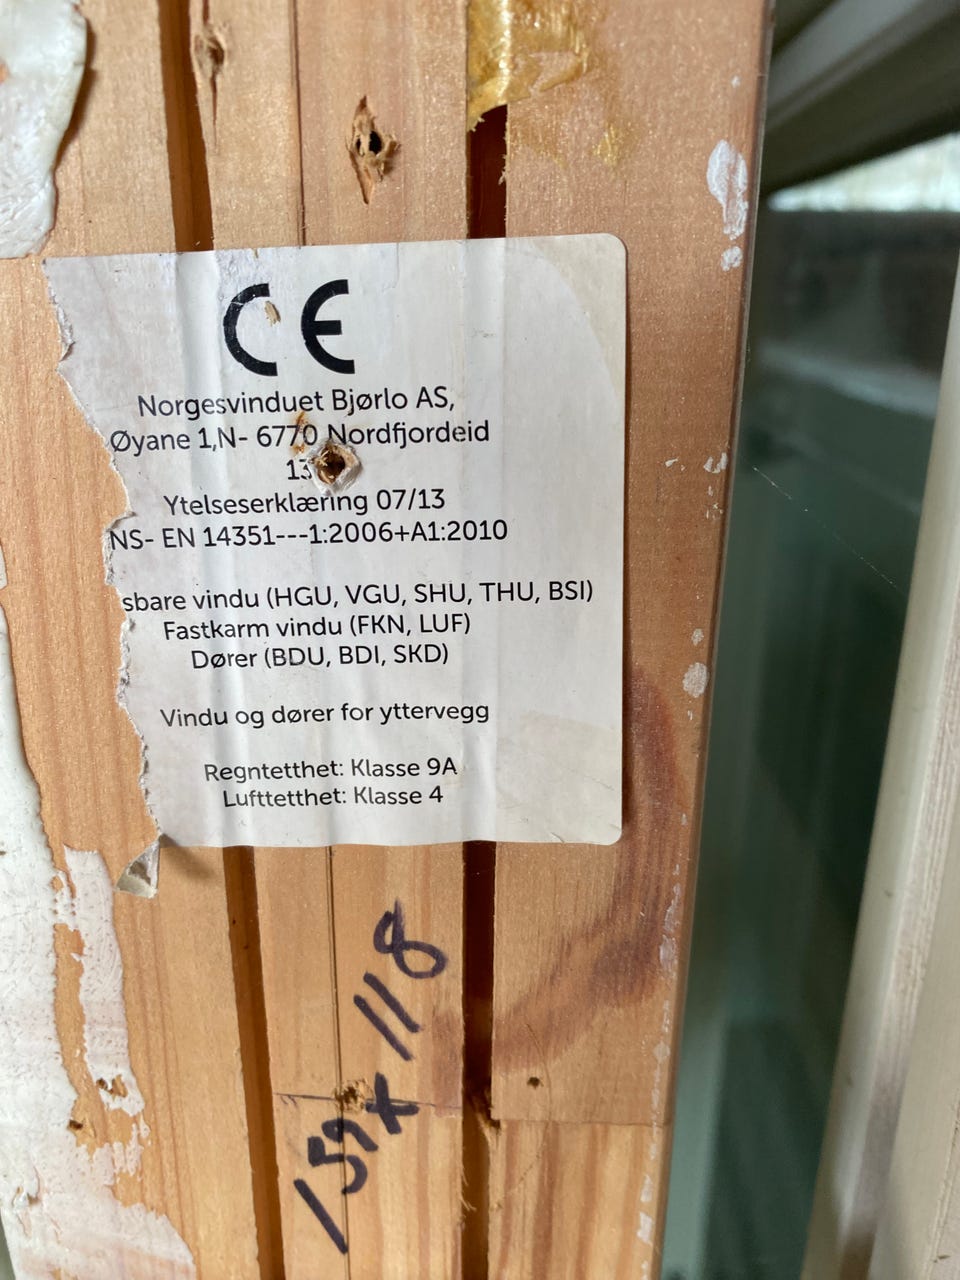 CE
Norgesvinduet Bjørlo AS,
Øyane 1,N- 6770 Nordfjordeid
13
Ytelseserklæring 07/13
NS- EN 14351---1:2006+A1:2010
sbare vindu (HGU, VGU, SHU, THU, BSI)
Fastkarm vindu (FKN, LUF)
Dører (BDU, BDI, SKD)
Vindu og dører for yttervegg
Regntetthet: Klasse 9A
Lufttetthet: Klasse 4
159 x 118